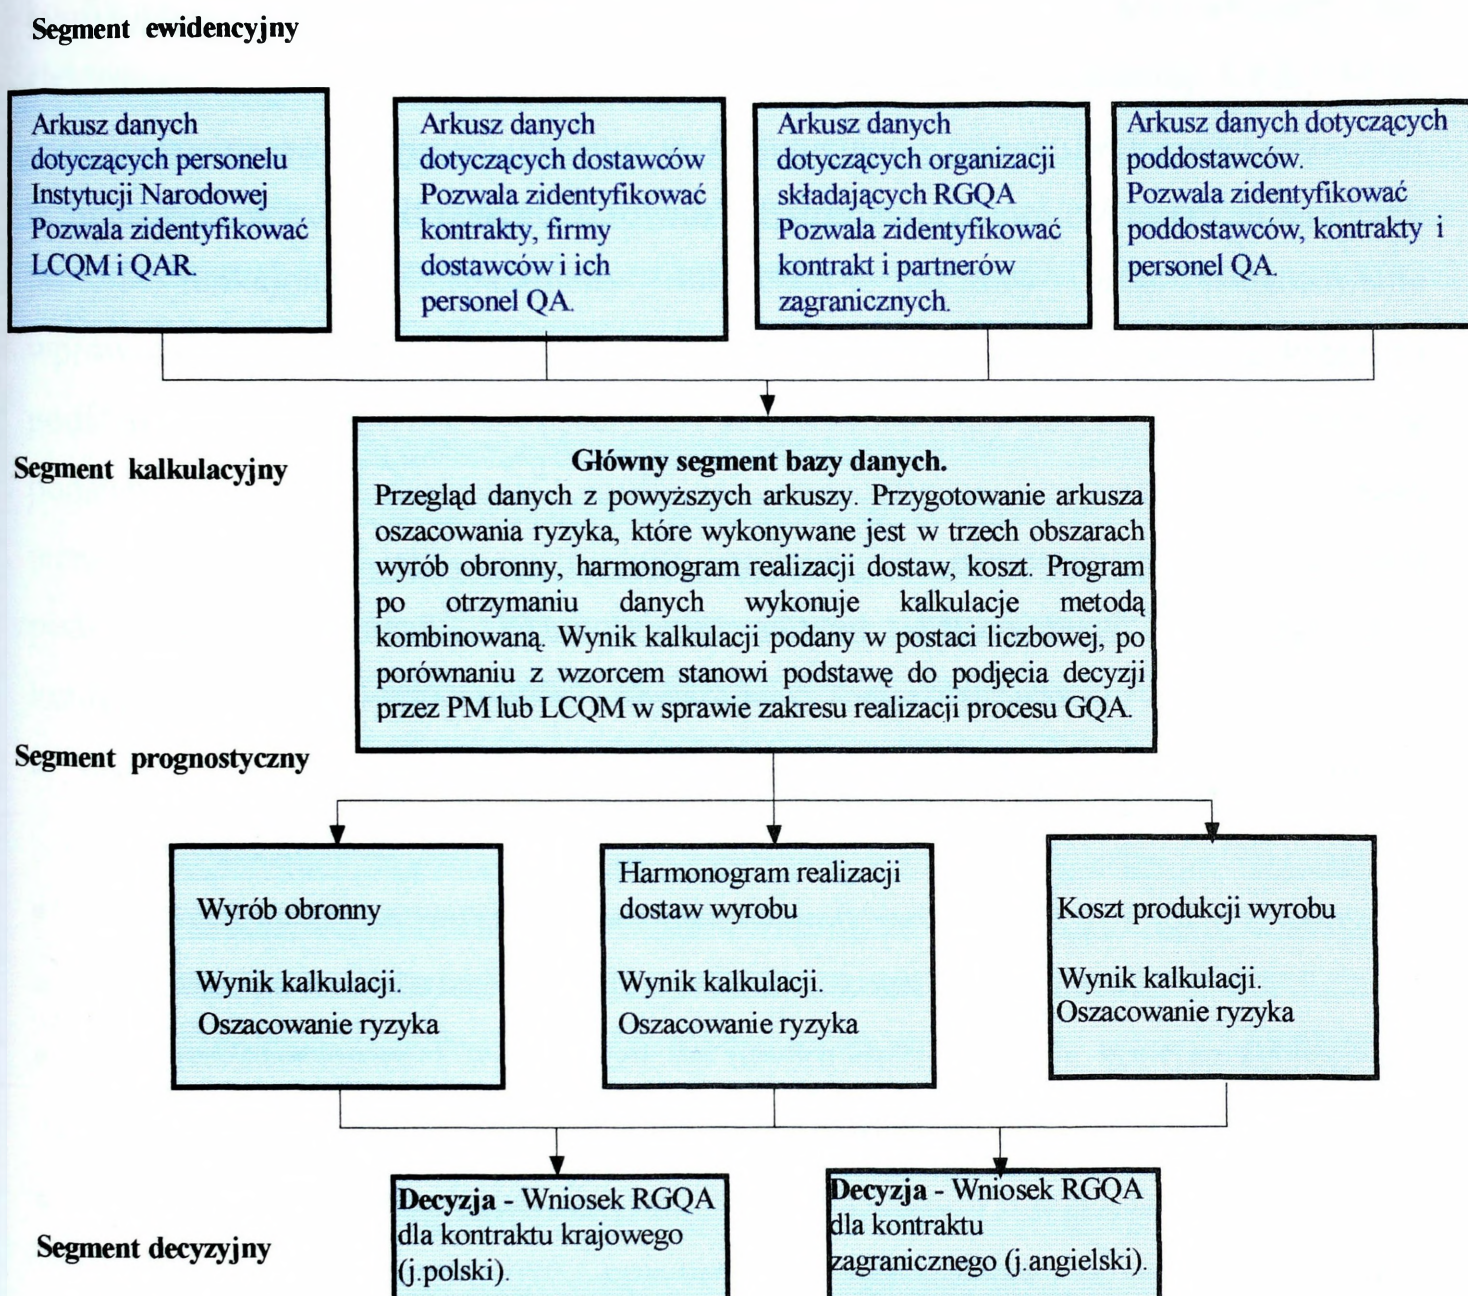 Segment ewidencyjny
Arkusz danych
dotyczących personelu
Instytucji Narodowej
Pozwala zidentyfikować
LCQM i QAR.
Arkusz danych
dotyczących dostawców
Pozwala zidentyfikować
kontrakty, firmy
dostawców i ich
personel QA.
Arkusz danych
dotyczących organizacji
składających RGQA
Pozwala zidentyfikować
kontrakt i partnerów
zagranicznych.
Arkusz danych dotyczących
poddostawców.
Pozwala zidentyfikować
poddostawców, kontrakty i
personel QA.
Segment kalkulacyjny
Główny segment bazy danych.
Przegląd danych z powyższych arkuszy. Przygotowanie arkusza
oszacowania ryzyka, które wykonywane jest w trzech obszarach
wyrób obronny, harmonogram realizacji dostaw, koszt. Program
po otrzymaniu danych wykonuje kalkulacje metodą
kombinowaną. Wynik kalkulacji podany w postaci liczbowej, po
porównaniu z wzorcem stanowi podstawę do podjęcia decyzji
przez PM lub LCQM w sprawie zakresu realizacji procesu GQA.
Segment prognostyczny
Wyrób obronny
Wynik kalkulacji.
Oszacowanie ryzyka
Harmonogram realizacji
dostaw wyrobu
Wynik kalkulacji.
Oszacowanie ryzyka
Koszt produkcji wyrobu
Wynik kalkulacji.
Oszacowanie ryzyka
Segment decyzyjny
Decyzja - Wniosek RGQA
dla kontraktu krajowego
(j.polski).
Decyzja - Wniosek RGQA
dla kontraktu
zagranicznego (j.angielski).